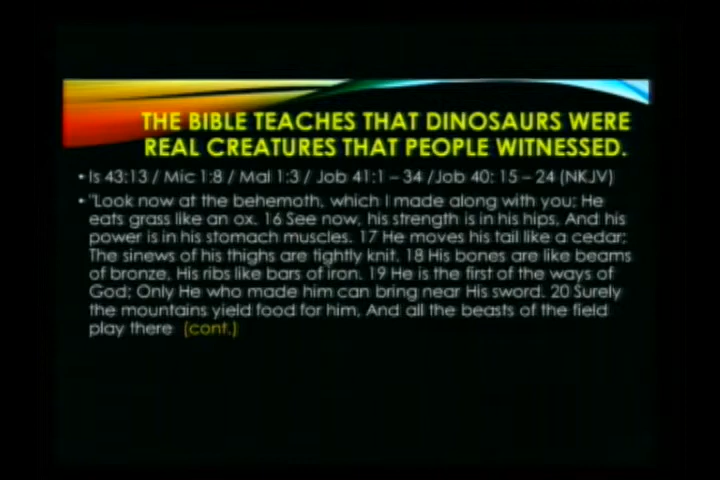 THE BIBLE TEACHES THAT DINOSAURS WERE
REAL CREATURES THAT PEOPLE WITNESSED.
• Is 43:13 / Mic 1:8 / Mal 1:3 / Job 41:1 – 34 /Job 40: 15 – 24 (NKJV)
• "Look now at the behemoth, which I made along with you; He
eats grass like an ox. 16 See now, his strength is in his hips, And his
power is in his stomach muscles. 17 He moves his tail like a cedar;
The sinews of his thighs are tightly knit. 18 His bones are like beams
of bronze, His ribs like bars of iron. 19 He is the first of the ways of
God; Only He who made him can bring near His sword. 20 Surely
the mountains yield food for him, And all the beasts of the field
play there (cont.)